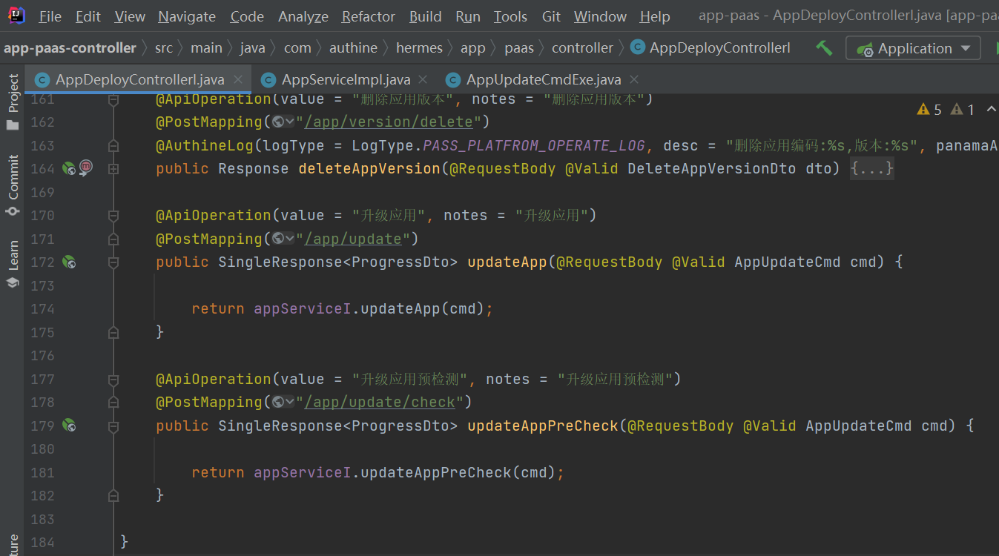 File Edit View Navigate Code Analyze Refactor Build Run Tools Git Window Help app-paas - AppDeployControllerI.java [app-paa
app-paas-controller src main java com authine hermes app paas controller AppDeployControllerI Application
AppDeployControllerI.java AppServiceImpl.java AppUpdateCmdExe.java
Project
Commit
Learn
ture
5 1
161 @ApiOperation(value = "删除应用版本", notes = "删除应用版本")
162 @PostMapping("/app/version/delete")
163 @AuthineLog(logType = LogType.PASS_PLATFROM_OPERATE_LOG, desc = "删除应用编码:%s,版本:%s", panamaA
164 public Response deleteAppVersion(@RequestBody @Valid DeleteAppVersionDto dto) {...}
169
170 @ApiOperation(value = "升级应用", notes = "升级应用")
171 @PostMapping("/app/update")
172 public SingleResponse<ProgressDto> updateApp(@RequestBody @Valid AppUpdateCmd cmd) {
173
174 return appServiceI.updateApp(cmd);
175 }
176
177 @ApiOperation(value = "升级应用预检测", notes = "升级应用预检测")
178 @PostMapping("/app/update/check")
179 public SingleResponse<ProgressDto> updateAppPreCheck(@RequestBody @Valid AppUpdateCmd cmd) {
180
181 return appServiceI.updateAppPreCheck(cmd);
182 }
183
184 }